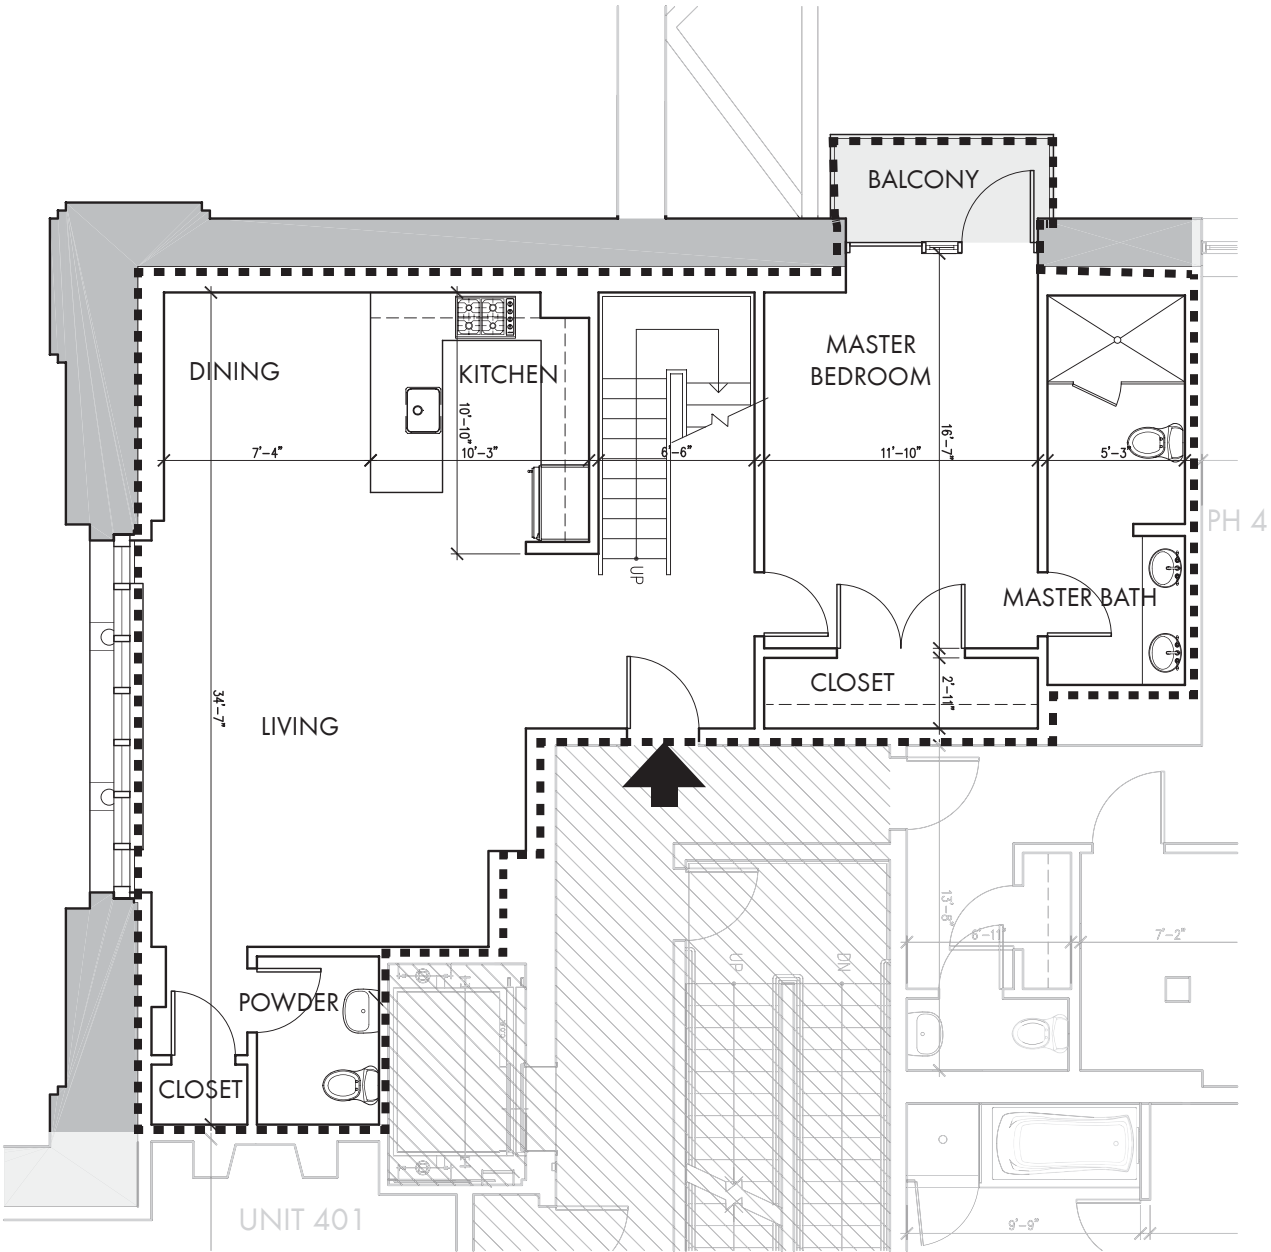 BALCONY
DINING
KITCHEN
MASTER
BEDROOM
10'-10"
16'-7"
7'-4"
10'-3"
6'-6"
11'-10"
5'-3"
PH 4
UP
MASTER BATH
CLOSET
2'-11"
34'-7"
LIVING
13'-8"
6'-11"
7'-2"
UP
DN
POWDER
CLOSET
UNIT 401
9'-9"